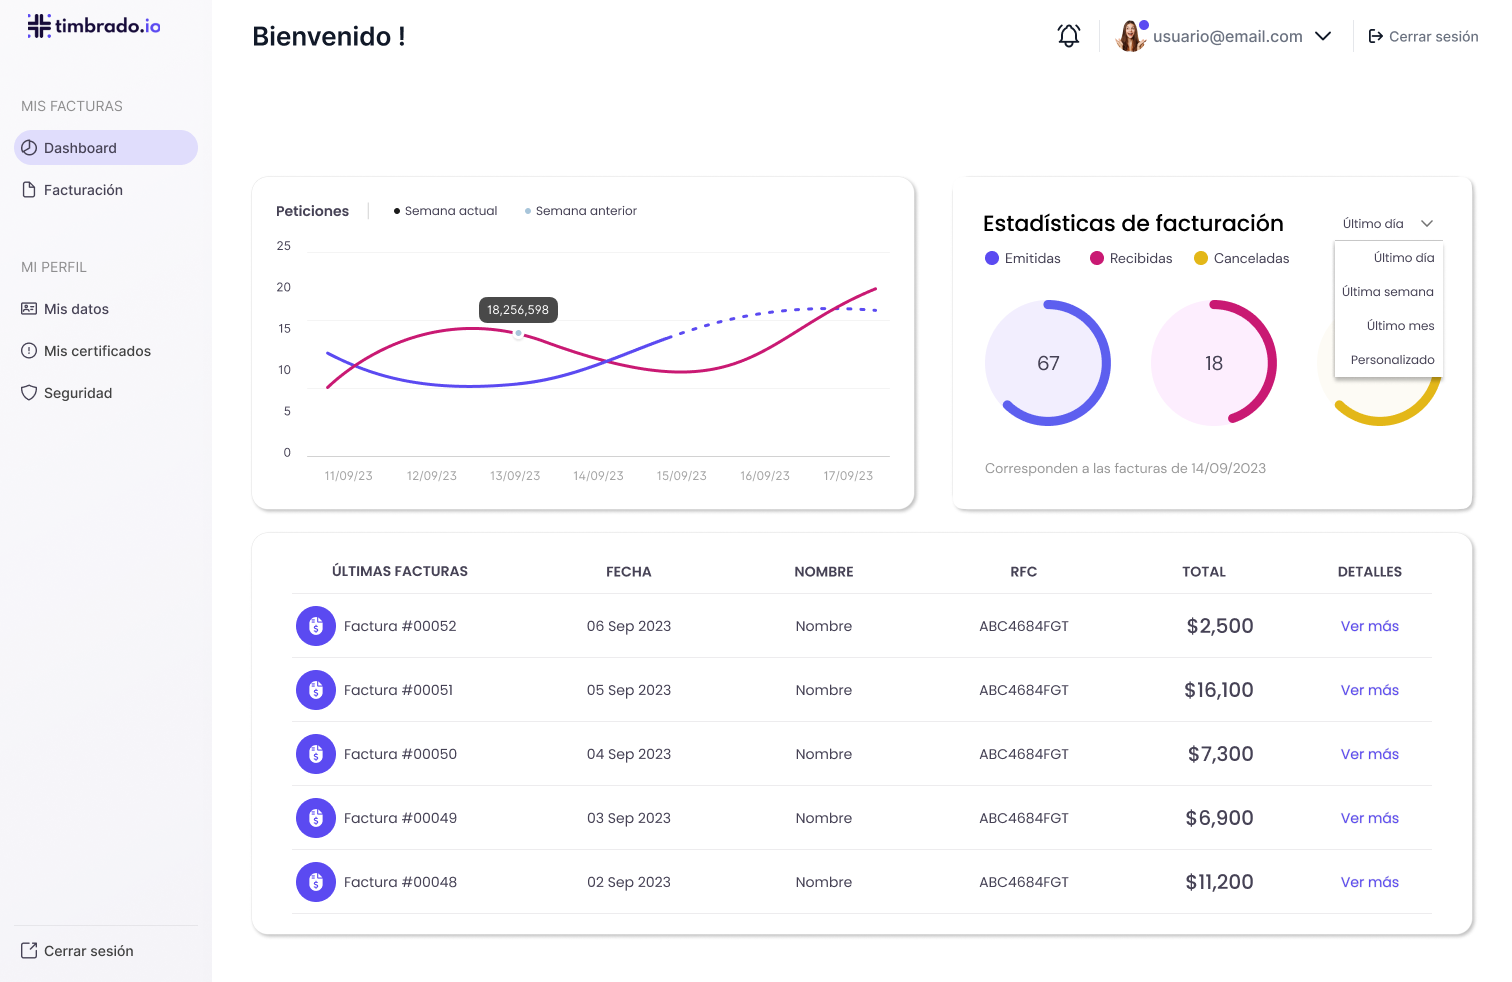 timbrado.io
MIS FACTURAS
Dashboard
Facturación
MI PERFIL
Mis datos
Mis certificados
Seguridad
Cerrar sesión
Bienvenido !
usuario@email.com
Cerrar sesión
Peticiones
Semana actual
Semana anterior
25
20
15
10
5
0
18,256,598
11/09/23 12/09/23 13/09/23 14/09/23 15/09/23 16/09/23 17/09/23
Estadísticas de facturación
Último día
Emitidas
Recibidas
Canceladas
Último día
Última semana
Último mes
Personalizado
67
18
Corresponden a las facturas de 14/09/2023
ÚLTIMAS FACTURAS FECHA NOMBRE RFC TOTAL DETALLES
Factura #00052 06 Sep 2023 Nombre ABC4684FGT $2,500 Ver más
Factura #00051 05 Sep 2023 Nombre ABC4684FGT $16,100 Ver más
Factura #00050 04 Sep 2023 Nombre ABC4684FGT $7,300 Ver más
Factura #00049 03 Sep 2023 Nombre ABC4684FGT $6,900 Ver más
Factura #00048 02 Sep 2023 Nombre ABC4684FGT $11,200 Ver más